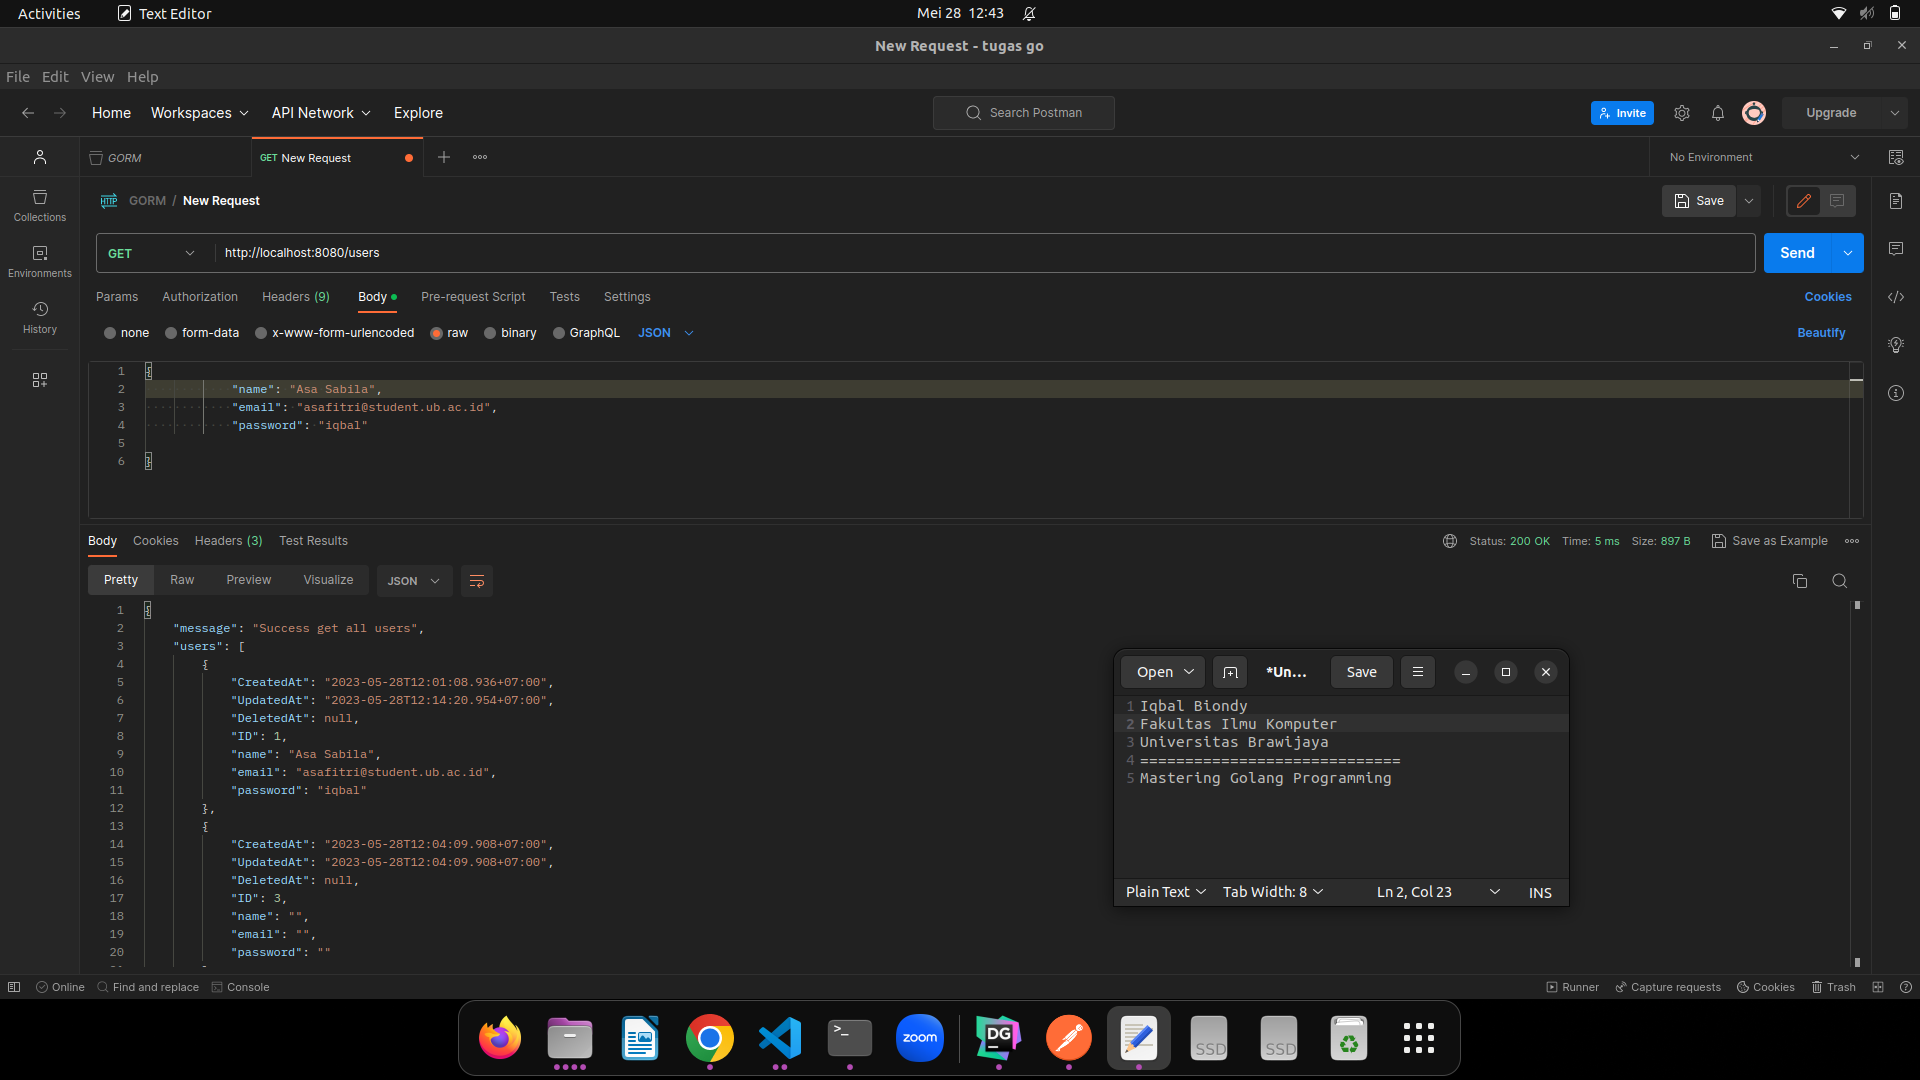 Activities
Text Editor
Mei 28 12:43
New Request - tugas go
File Edit View Help
Home Workspaces API Network Explore
Search Postman
Invite
Upgrade
GORM
GET New Request
No Environment
GORM / New Request
Save
Collections
Environments
History
GET http://localhost:8080/users
Send
Params Authorization Headers (9) Body Pre-request Script Tests Settings
Cookies
none form-data x-www-form-urlencoded raw binary GraphQL JSON
Beautify
1 {
2 "name": "Asa Sabila",
3 "email": "asafitri@student.ub.ac.id",
4 "password": "iqbal"
5
6 }
Body Cookies Headers (3) Test Results
Status: 200 OK Time: 5 ms Size: 897 B Save as Example
Pretty Raw Preview Visualize JSON
1 {
2 "message": "Success get all users",
3 "users": [
4 {
5 "CreatedAt": "2023-05-28T12:01:08.936+07:00",
6 "UpdatedAt": "2023-05-28T12:14:20.954+07:00",
7 "DeletedAt": null,
8 "ID": 1,
9 "name": "Asa Sabila",
10 "email": "asafitri@student.ub.ac.id",
11 "password": "iqbal"
12 },
13 {
14 "CreatedAt": "2023-05-28T12:04:09.908+07:00",
15 "UpdatedAt": "2023-05-28T12:04:09.908+07:00",
16 "DeletedAt": null,
17 "ID": 3,
18 "name": "",
19 "email": "",
20 "password": ""
Open *Un... Save
1 Iqbal Biondy
2 Fakultas Ilmu Komputer
3 Universitas Brawijaya
4 =============================
5 Mastering Golang Programming
Plain Text Tab Width: 8 Ln 2, Col 23 INS
Online Find and replace Console
Runner Capture requests Cookies Trash
zoom
DG
SSD
SSD